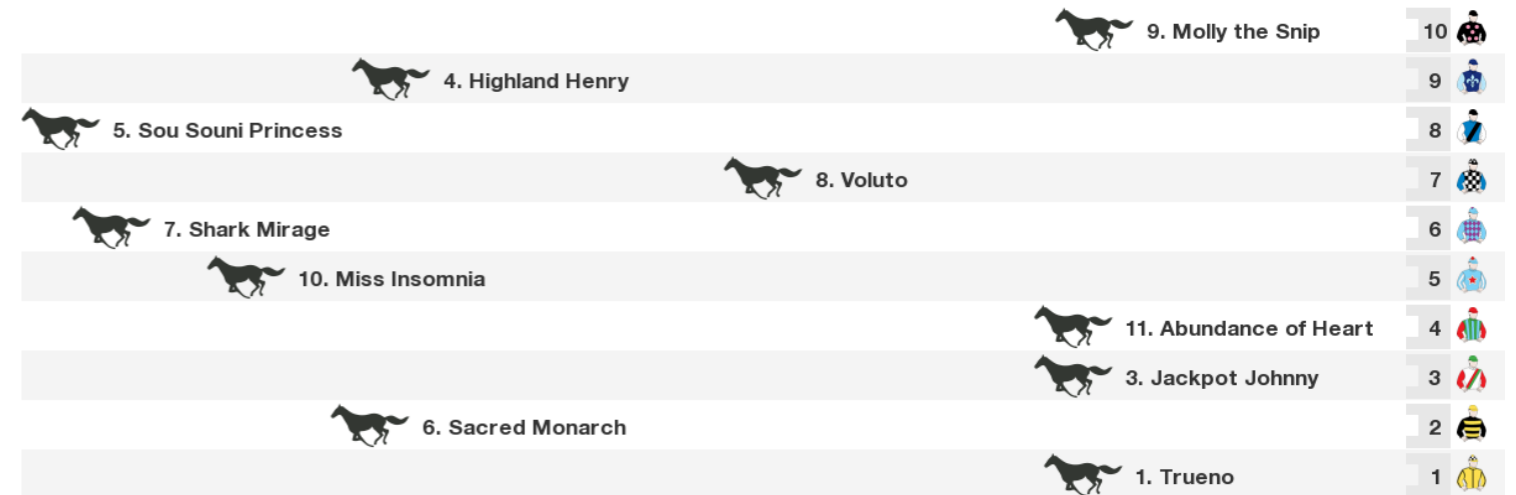 9. Molly the Snip 10
4. Highland Henry 9
5. Sou Souni Princess 8
8. Voluto 7
7. Shark Mirage 6
10. Miss Insomnia 5
11. Abundance of Heart 4
3. Jackpot Johnny 3
6. Sacred Monarch 2
1. Trueno 1